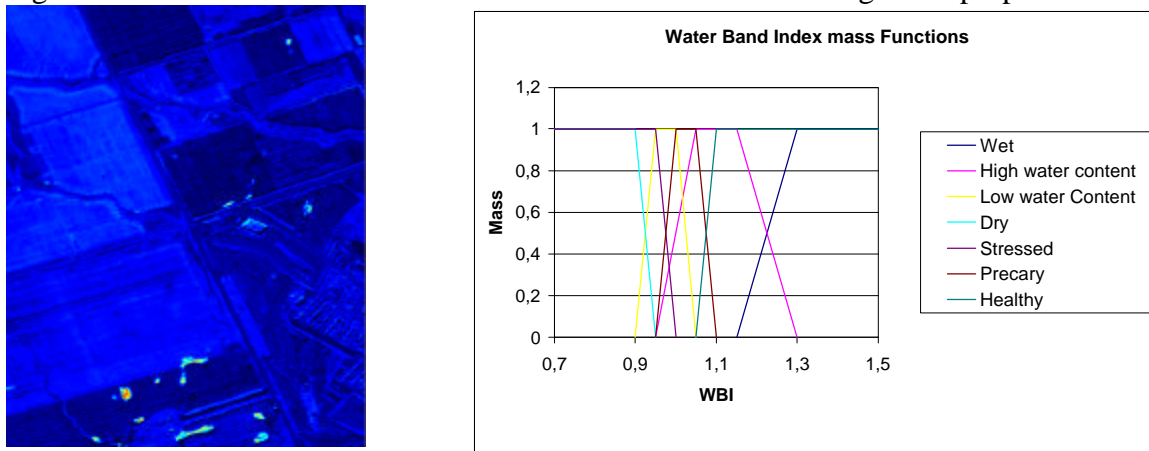 Water Band Index mass Functions
1,2
1
0,8
0,6
0,4
0,2
0
Mass
0,7 0,9 1,1 1,3 1,5
WBI
Wet
High water content
Low water Content
Dry
Stressed
Precary
Healthy